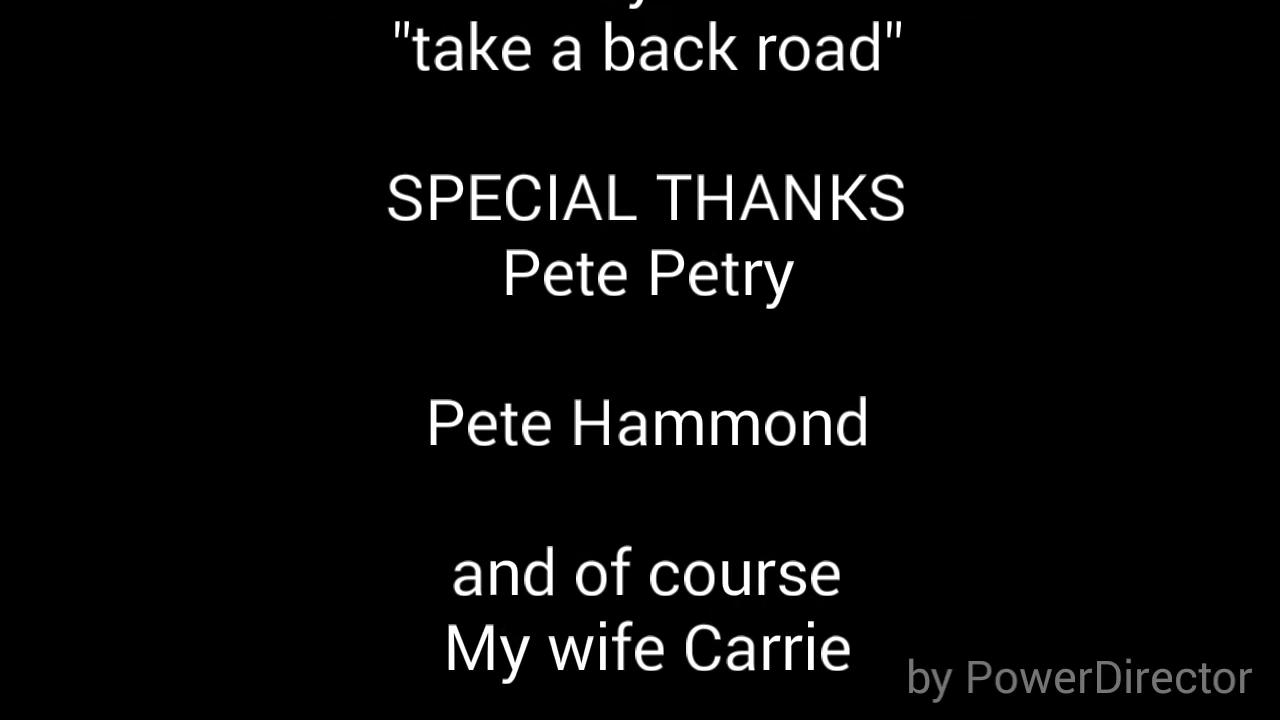 "take a back road"
SPECIAL THANKS
Pete Petry
Pete Hammond
and of course
My wife Carrie
by PowerDirector